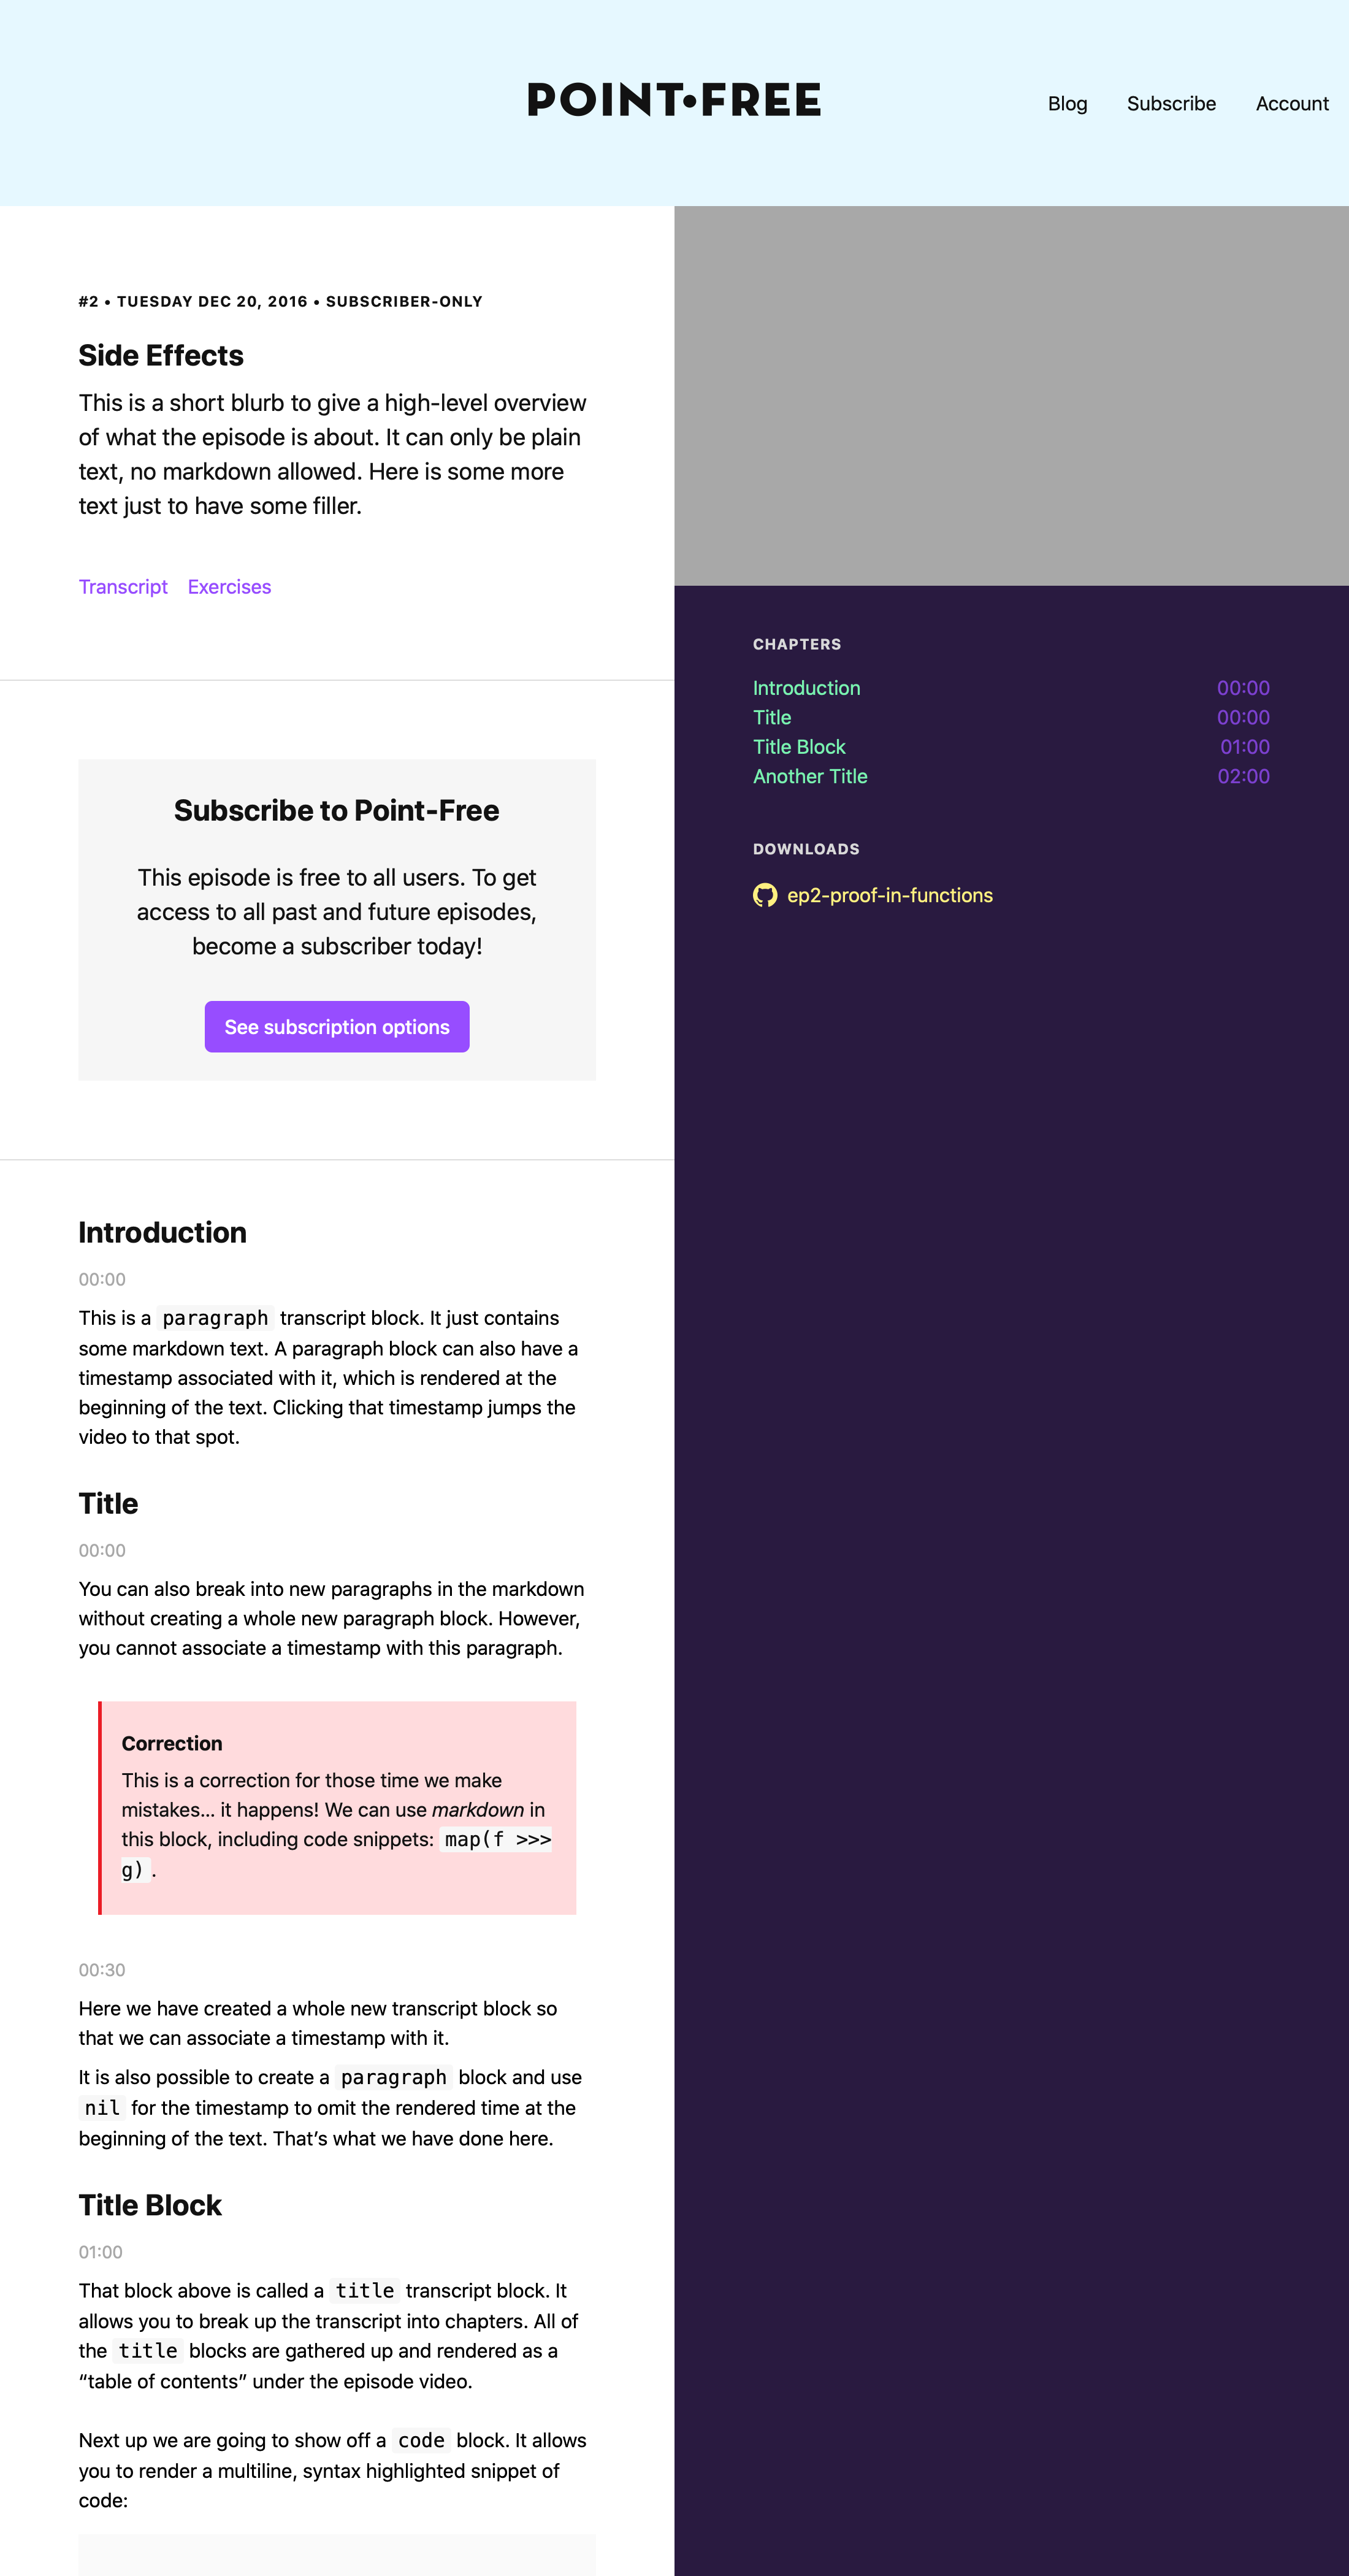 POINT•FREE
Blog Subscribe Account
#2 • TUESDAY DEC 20, 2016 • SUBSCRIBER-ONLY
Side Effects
This is a short blurb to give a high-level overview
of what the episode is about. It can only be plain
text, no markdown allowed. Here is some more
text just to have some filler.
Transcript Exercises
Subscribe to Point-Free
This episode is free to all users. To get
access to all past and future episodes,
become a subscriber today!
See subscription options
Introduction
00:00
This is a paragraph transcript block. It just contains
some markdown text. A paragraph block can also have a
timestamp associated with it, which is rendered at the
beginning of the text. Clicking that timestamp jumps the
video to that spot.
Title
00:00
You can also break into new paragraphs in the markdown
without creating a whole new paragraph block. However,
you cannot associate a timestamp with this paragraph.
Correction
This is a correction for those time we make
mistakes... it happens! We can use markdown in
this block, including code snippets: map(f >>>
g).
00:30
Here we have created a whole new transcript block so
that we can associate a timestamp with it.
It is also possible to create a paragraph block and use
nil for the timestamp to omit the rendered time at the
beginning of the text. That’s what we have done here.
Title Block
01:00
That block above is called a title transcript block. It
allows you to break up the transcript into chapters. All of
the title blocks are gathered up and rendered as a
“table of contents” under the episode video.
Next up we are going to show off a code block. It allows
you to render a multiline, syntax highlighted snippet of
code:
CHAPTERS
Introduction 00:00
Title 00:00
Title Block 01:00
Another Title 02:00
DOWNLOADS
ep2-proof-in-functions